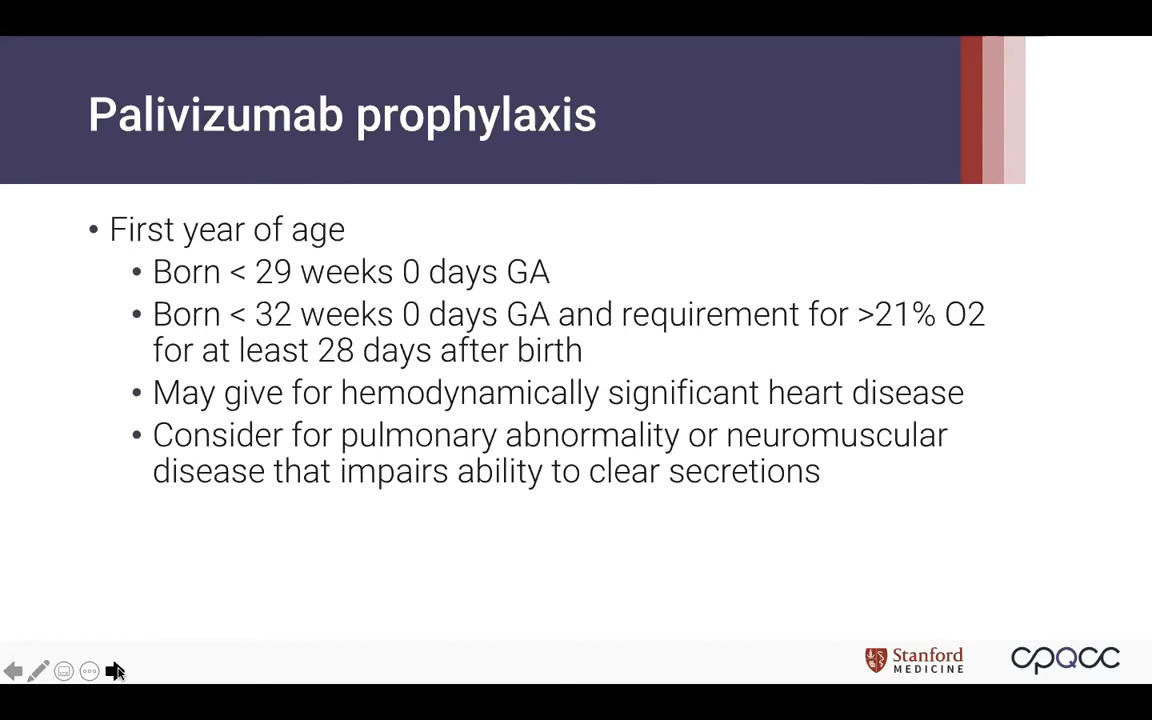 Palivizumab prophylaxis
• First year of age
• Born < 29 weeks 0 days GA
• Born < 32 weeks 0 days GA and requirement for >21% O2
for at least 28 days after birth
• May give for hemodynamically significant heart disease
• Consider for pulmonary abnormality or neuromuscular
disease that impairs ability to clear secretions
Stanford
MEDICINE
cpqcc